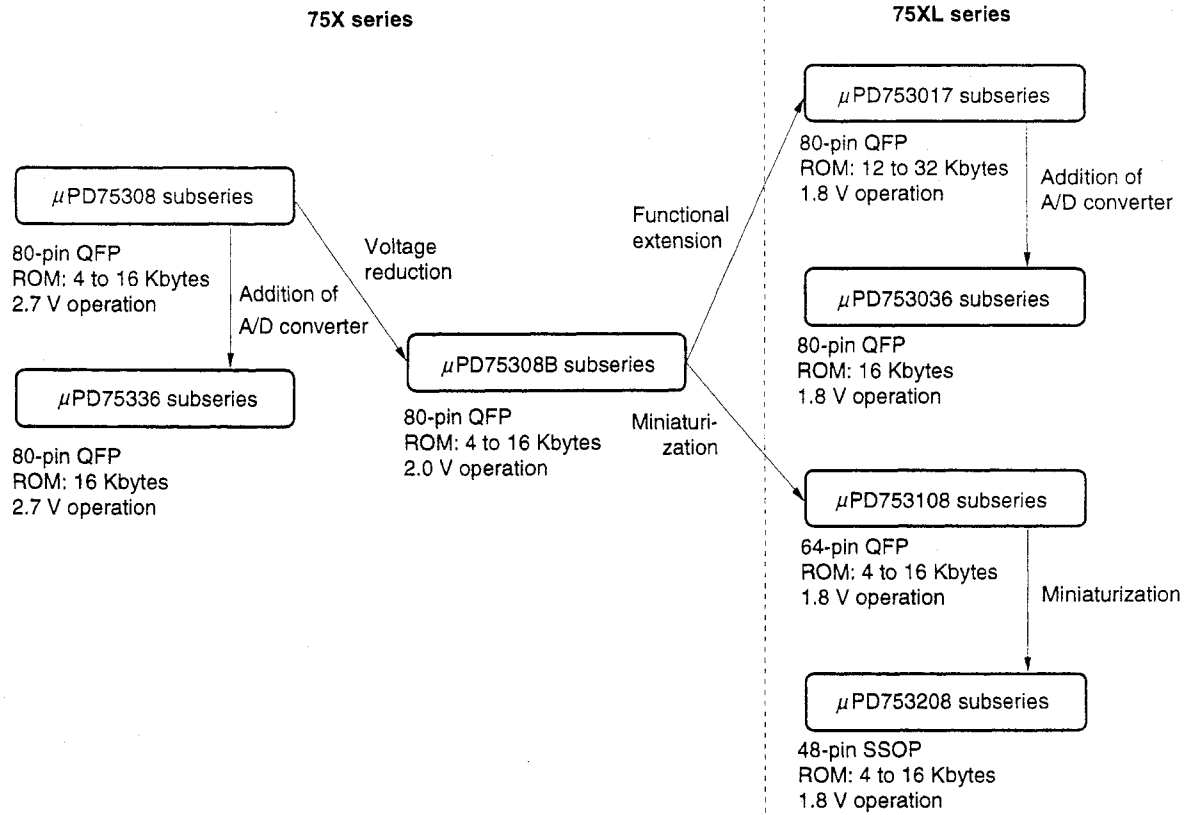 75X series
75XL series
μPD75308 subseries
80-pin QFP
ROM: 4 to 16 Kbytes
2.7 V operation
Addition of
A/D converter
μPD75336 subseries
80-pin QFP
ROM: 16 Kbytes
2.7 V operation
Voltage
reduction
μPD75308B subseries
80-pin QFP
ROM: 4 to 16 Kbytes
2.0 V operation
Functional
extension
Miniaturi-
zation
μPD753017 subseries
80-pin QFP
ROM: 12 to 32 Kbytes
1.8 V operation
Addition of
A/D converter
μPD753036 subseries
80-pin QFP
ROM: 16 Kbytes
1.8 V operation
μPD753108 subseries
64-pin QFP
ROM: 4 to 16 Kbytes
1.8 V operation
Miniaturization
μPD753208 subseries
48-pin SSOP
ROM: 4 to 16 Kbytes
1.8 V operation